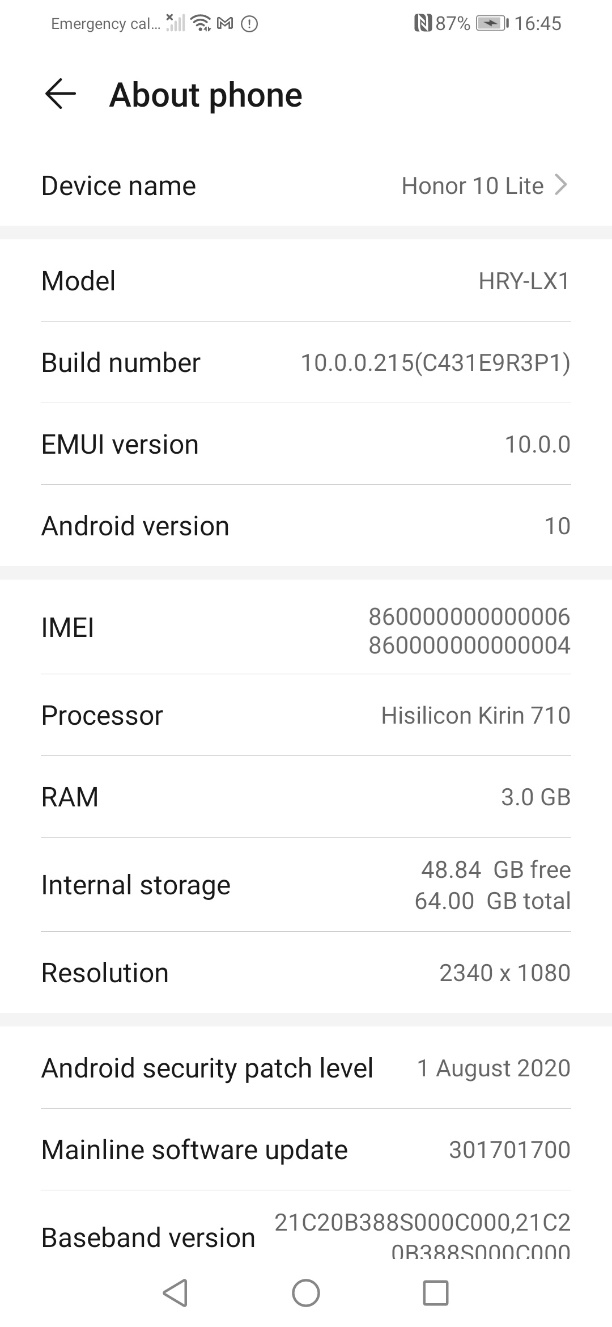 Emergency cal... 87% 16:45
About phone
Device name Honor 10 Lite
Model HRY-LX1
Build number 10.0.0.215(C431E9R3P1)
EMUI version 10.0.0
Android version 10
IMEI 860000000000006
860000000000004
Processor Hisilicon Kirin 710
RAM 3.0 GB
Internal storage 48.84 GB free
64.00 GB total
Resolution 2340 x 1080
Android security patch level 1 August 2020
Mainline software update 301701700
Baseband version 21C20B388S000C000,21C2
0B388S000C000